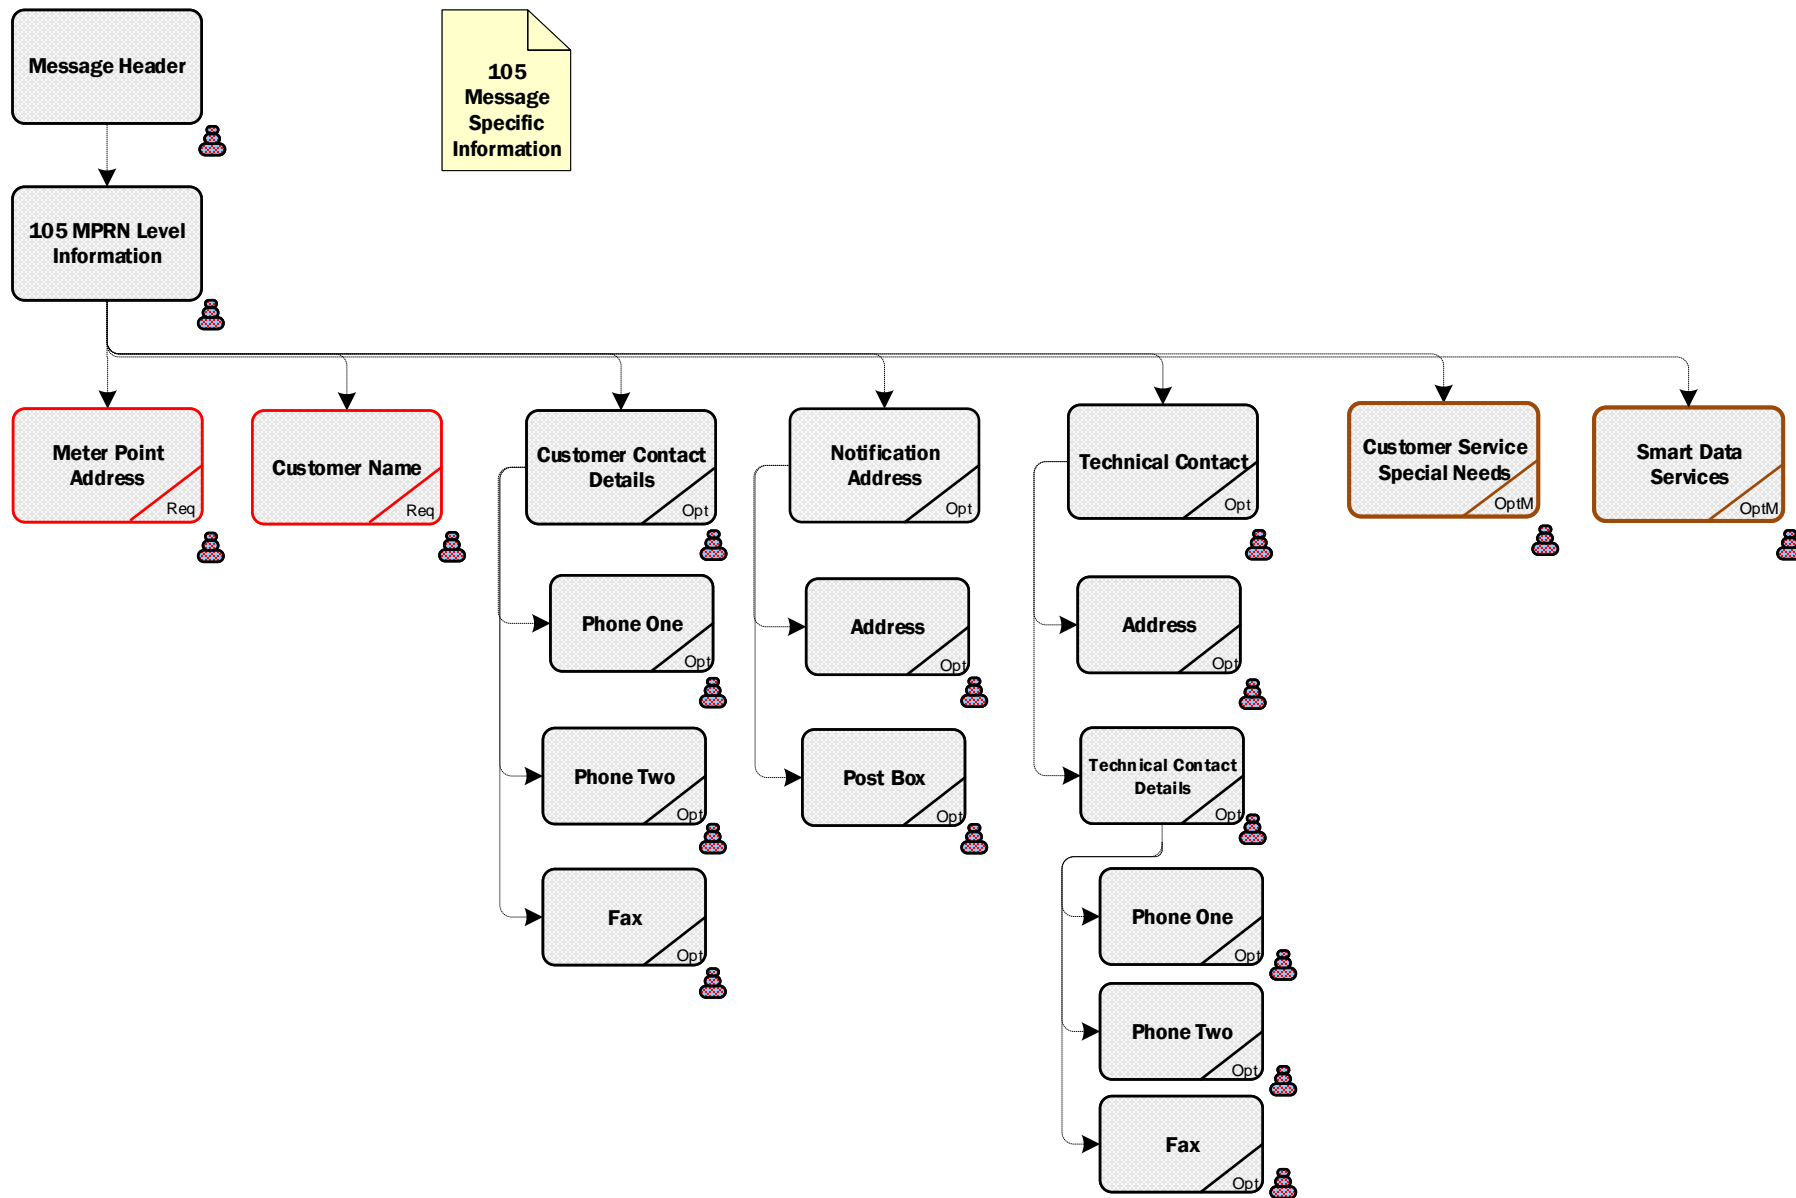 Message Header
105
Message
Specific
Information
105 MPRN Level
Information
Meter Point
Address
Req
Customer Name
Req
Customer Contact
Details
Opt
Notification
Address
Opt
Technical Contact
Opt
Customer Service
Special Needs
OptM
Smart Data
Services
OptM
Phone One
Opt
Address
Opt
Address
Opt
Phone Two
Opt
Post Box
Opt
Technical Contact
Details
Opt
Fax
Opt
Phone One
Opt
Phone Two
Opt
Fax
Opt